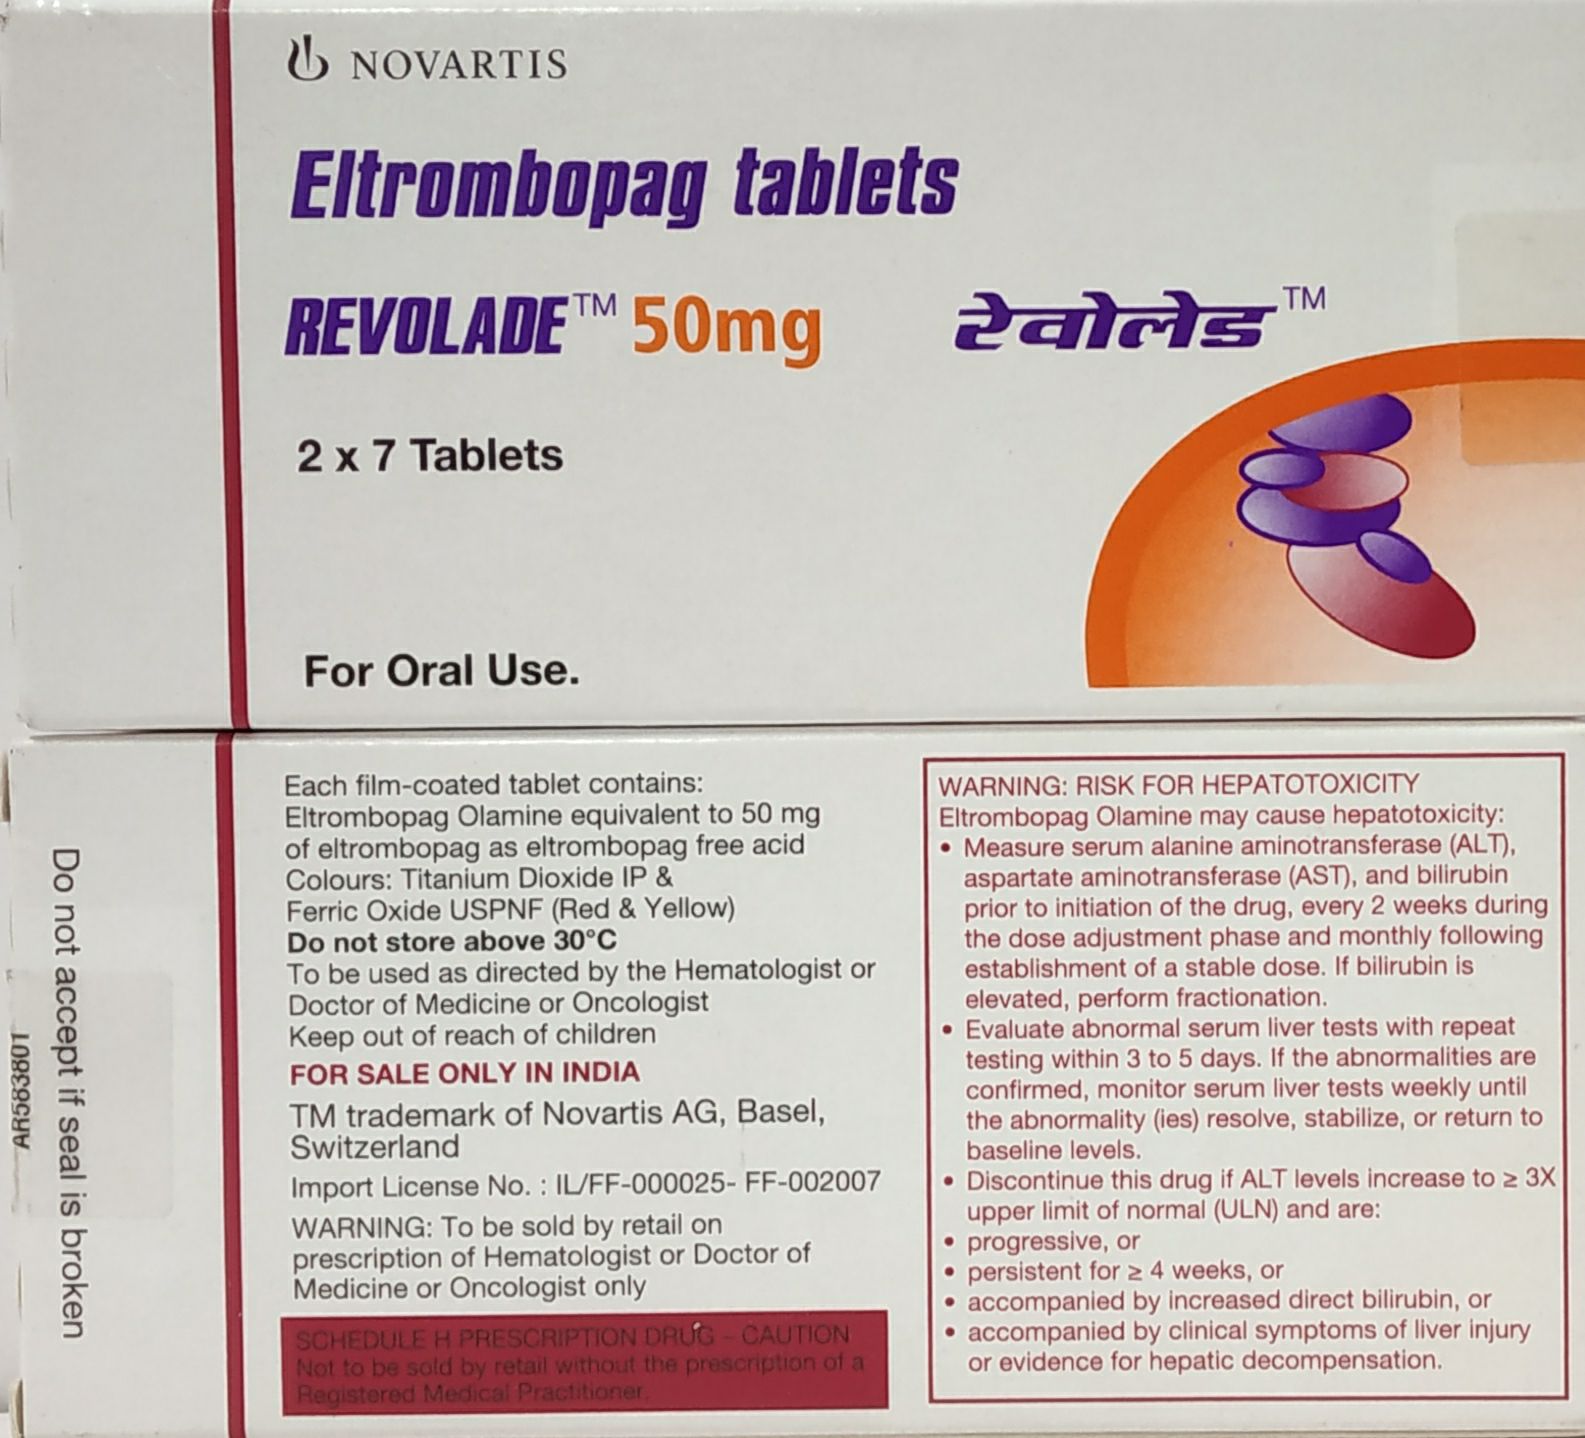 NOVARTIS
Eltrombopag tablets
REVOLADE™ 50mg रेवोलेड™
2 x 7 Tablets
For Oral Use.
Do not accept if seal is broken
AR583801
Each film-coated tablet contains:
Eltrombopag Olamine equivalent to 50 mg
of eltrombopag as eltrombopag free acid
Colours: Titanium Dioxide IP &
Ferric Oxide USPNF (Red & Yellow)
Do not store above 30°C
To be used as directed by the Hematologist or
Doctor of Medicine or Oncologist
Keep out of reach of children
FOR SALE ONLY IN INDIA
TM trademark of Novartis AG, Basel,
Switzerland
Import License No. : IL/FF-000025- FF-002007
WARNING: To be sold by retail on
prescription of Hematologist or Doctor of
Medicine or Oncologist only
SCHEDULE H PRESCRIPTION DRUG – CAUTION
Not to be sold by retail without the prescription of a
Registered Medical Practitioner.
WARNING: RISK FOR HEPATOTOXICITY
Eltrombopag Olamine may cause hepatotoxicity:
• Measure serum alanine aminotransferase (ALT),
aspartate aminotransferase (AST), and bilirubin
prior to initiation of the drug, every 2 weeks during
the dose adjustment phase and monthly following
establishment of a stable dose. If bilirubin is
elevated, perform fractionation.
• Evaluate abnormal serum liver tests with repeat
testing within 3 to 5 days. If the abnormalities are
confirmed, monitor serum liver tests weekly until
the abnormality (ies) resolve, stabilize, or return to
baseline levels.
• Discontinue this drug if ALT levels increase to ≥ 3X
upper limit of normal (ULN) and are:
• progressive, or
• persistent for ≥ 4 weeks, or
• accompanied by increased direct bilirubin, or
• accompanied by clinical symptoms of liver injury
or evidence for hepatic decompensation.